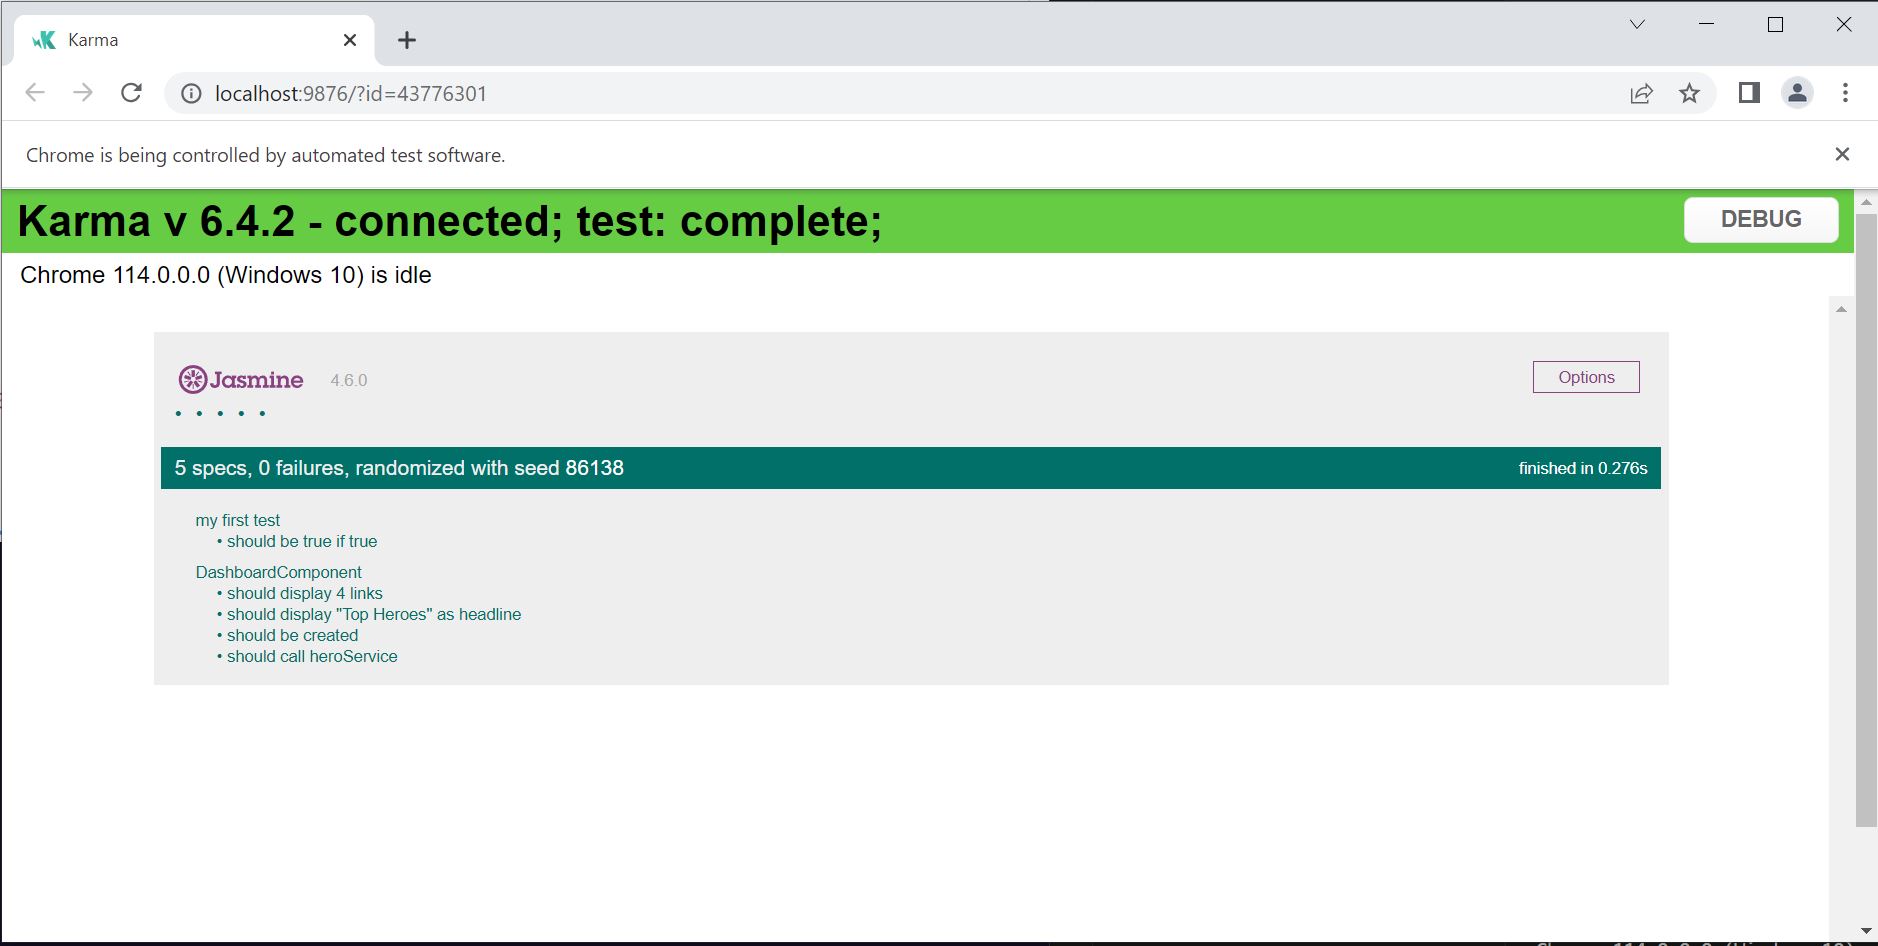 Karma
localhost:9876/?id=43776301
Chrome is being controlled by automated test software.
Karma v 6.4.2 - connected; test: complete;
DEBUG
Chrome 114.0.0.0 (Windows 10) is idle
Jasmine 4.6.0
Options
• • • • •
5 specs, 0 failures, randomized with seed 86138
finished in 0.276s
my first test
• should be true if true
DashboardComponent
• should display 4 links
• should display "Top Heroes" as headline
• should be created
• should call heroService